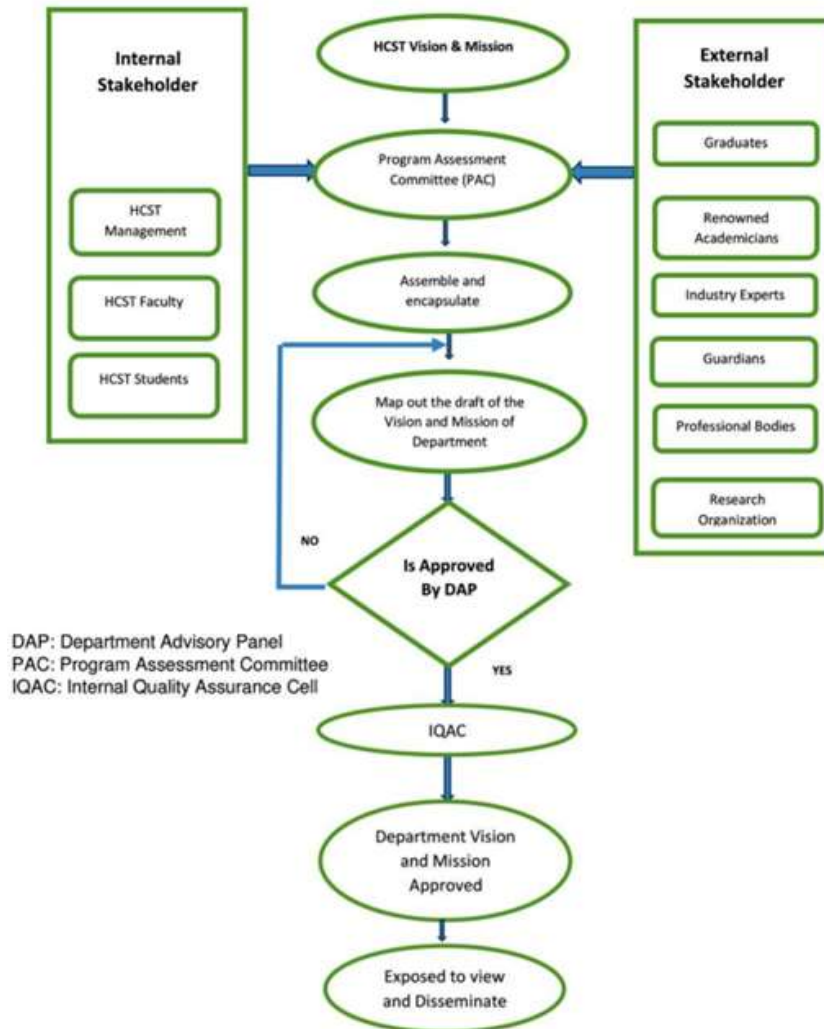 Internal
Stakeholder
HCST
Management
HCST Faculty
HCST Students
HCST Vision & Mission
Program Assessment
Committee (PAC)
Assemble and
encapsulate
Map out the draft of the
Vision and Mission of
Department
NO
Is Approved
By DAP
YES
IQAC
Department Vision
and Mission
Approved
Exposed to view
and Disseminate
External
Stakeholder
Graduates
Renowned
Academicians
Industry Experts
Guardians
Professional Bodies
Research
Organization
DAP: Department Advisory Panel
PAC: Program Assessment Committee
IQAC: Internal Quality Assurance Cell